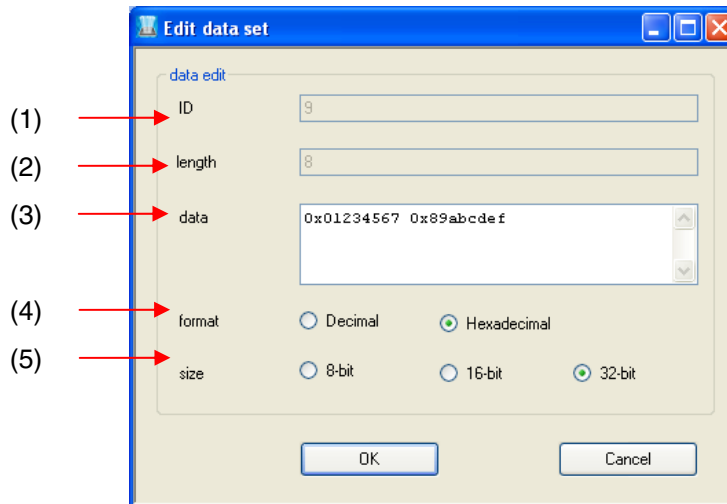 Edit data set
data edit
(1) ID 9
(2) length 8
(3) data 0x01234567 0x89abcdef
(4) format Decimal Hexadecimal
(5) size 8-bit 16-bit 32-bit
OK Cancel